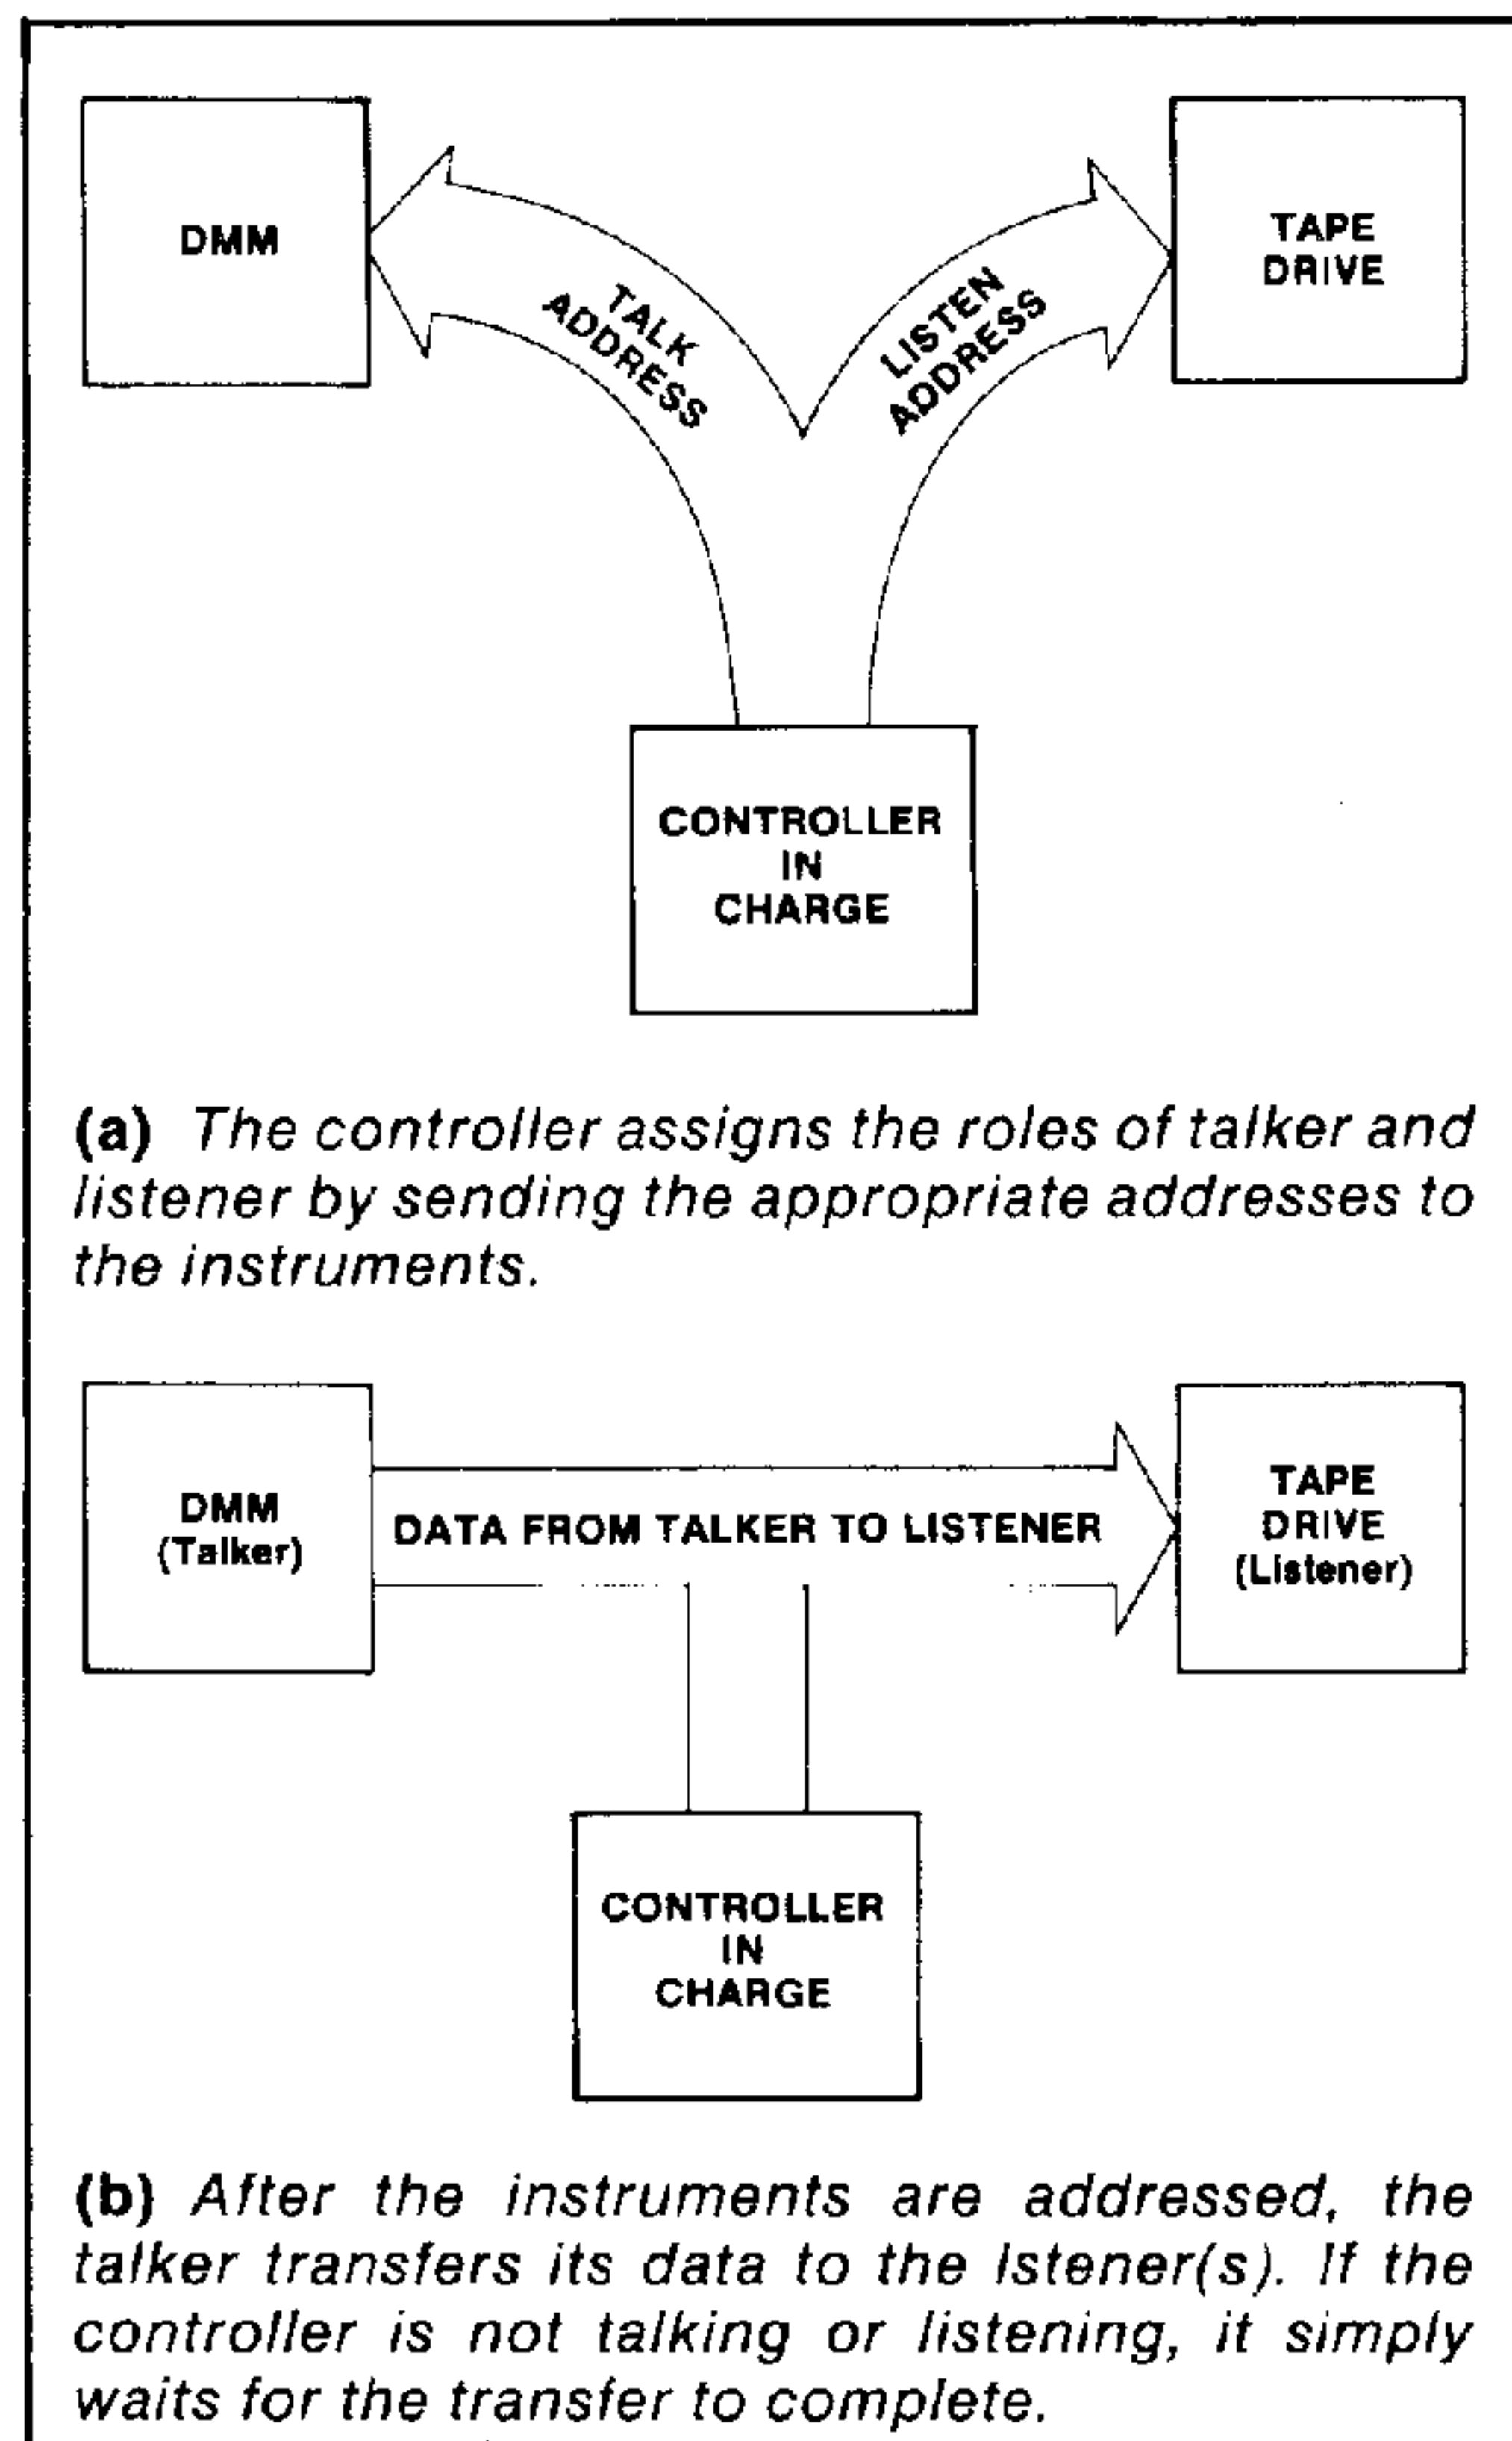 DMM
TALK
ADDRESS
LISTEN
ADDRESS
TAPE
DRIVE
CONTROLLER
IN
CHARGE
(a) The controller assigns the roles of talker and
listener by sending the appropriate addresses to
the instruments.
DMM
(Talker)
DATA FROM TALKER TO LISTENER
TAPE
DRIVE
(Listener)
CONTROLLER
IN
CHARGE
(b) After the instruments are addressed, the
talker transfers its data to the lstener(s). If the
controller is not talking or listening, it simply
waits for the transfer to complete.